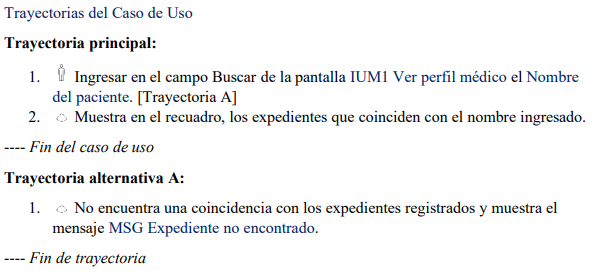 Trayectorias del Caso de Uso
Trayectoria principal:
1. Ingresar en el campo Buscar de la pantalla IUM1 Ver perfil médico el Nombre
del paciente. [Trayectoria A]
2. Muestra en el recuadro, los expedientes que coinciden con el nombre ingresado.
---- Fin del caso de uso
Trayectoria alternativa A:
1. No encuentra una coincidencia con los expedientes registrados y muestra el
mensaje MSG Expediente no encontrado.
---- Fin de trayectoria